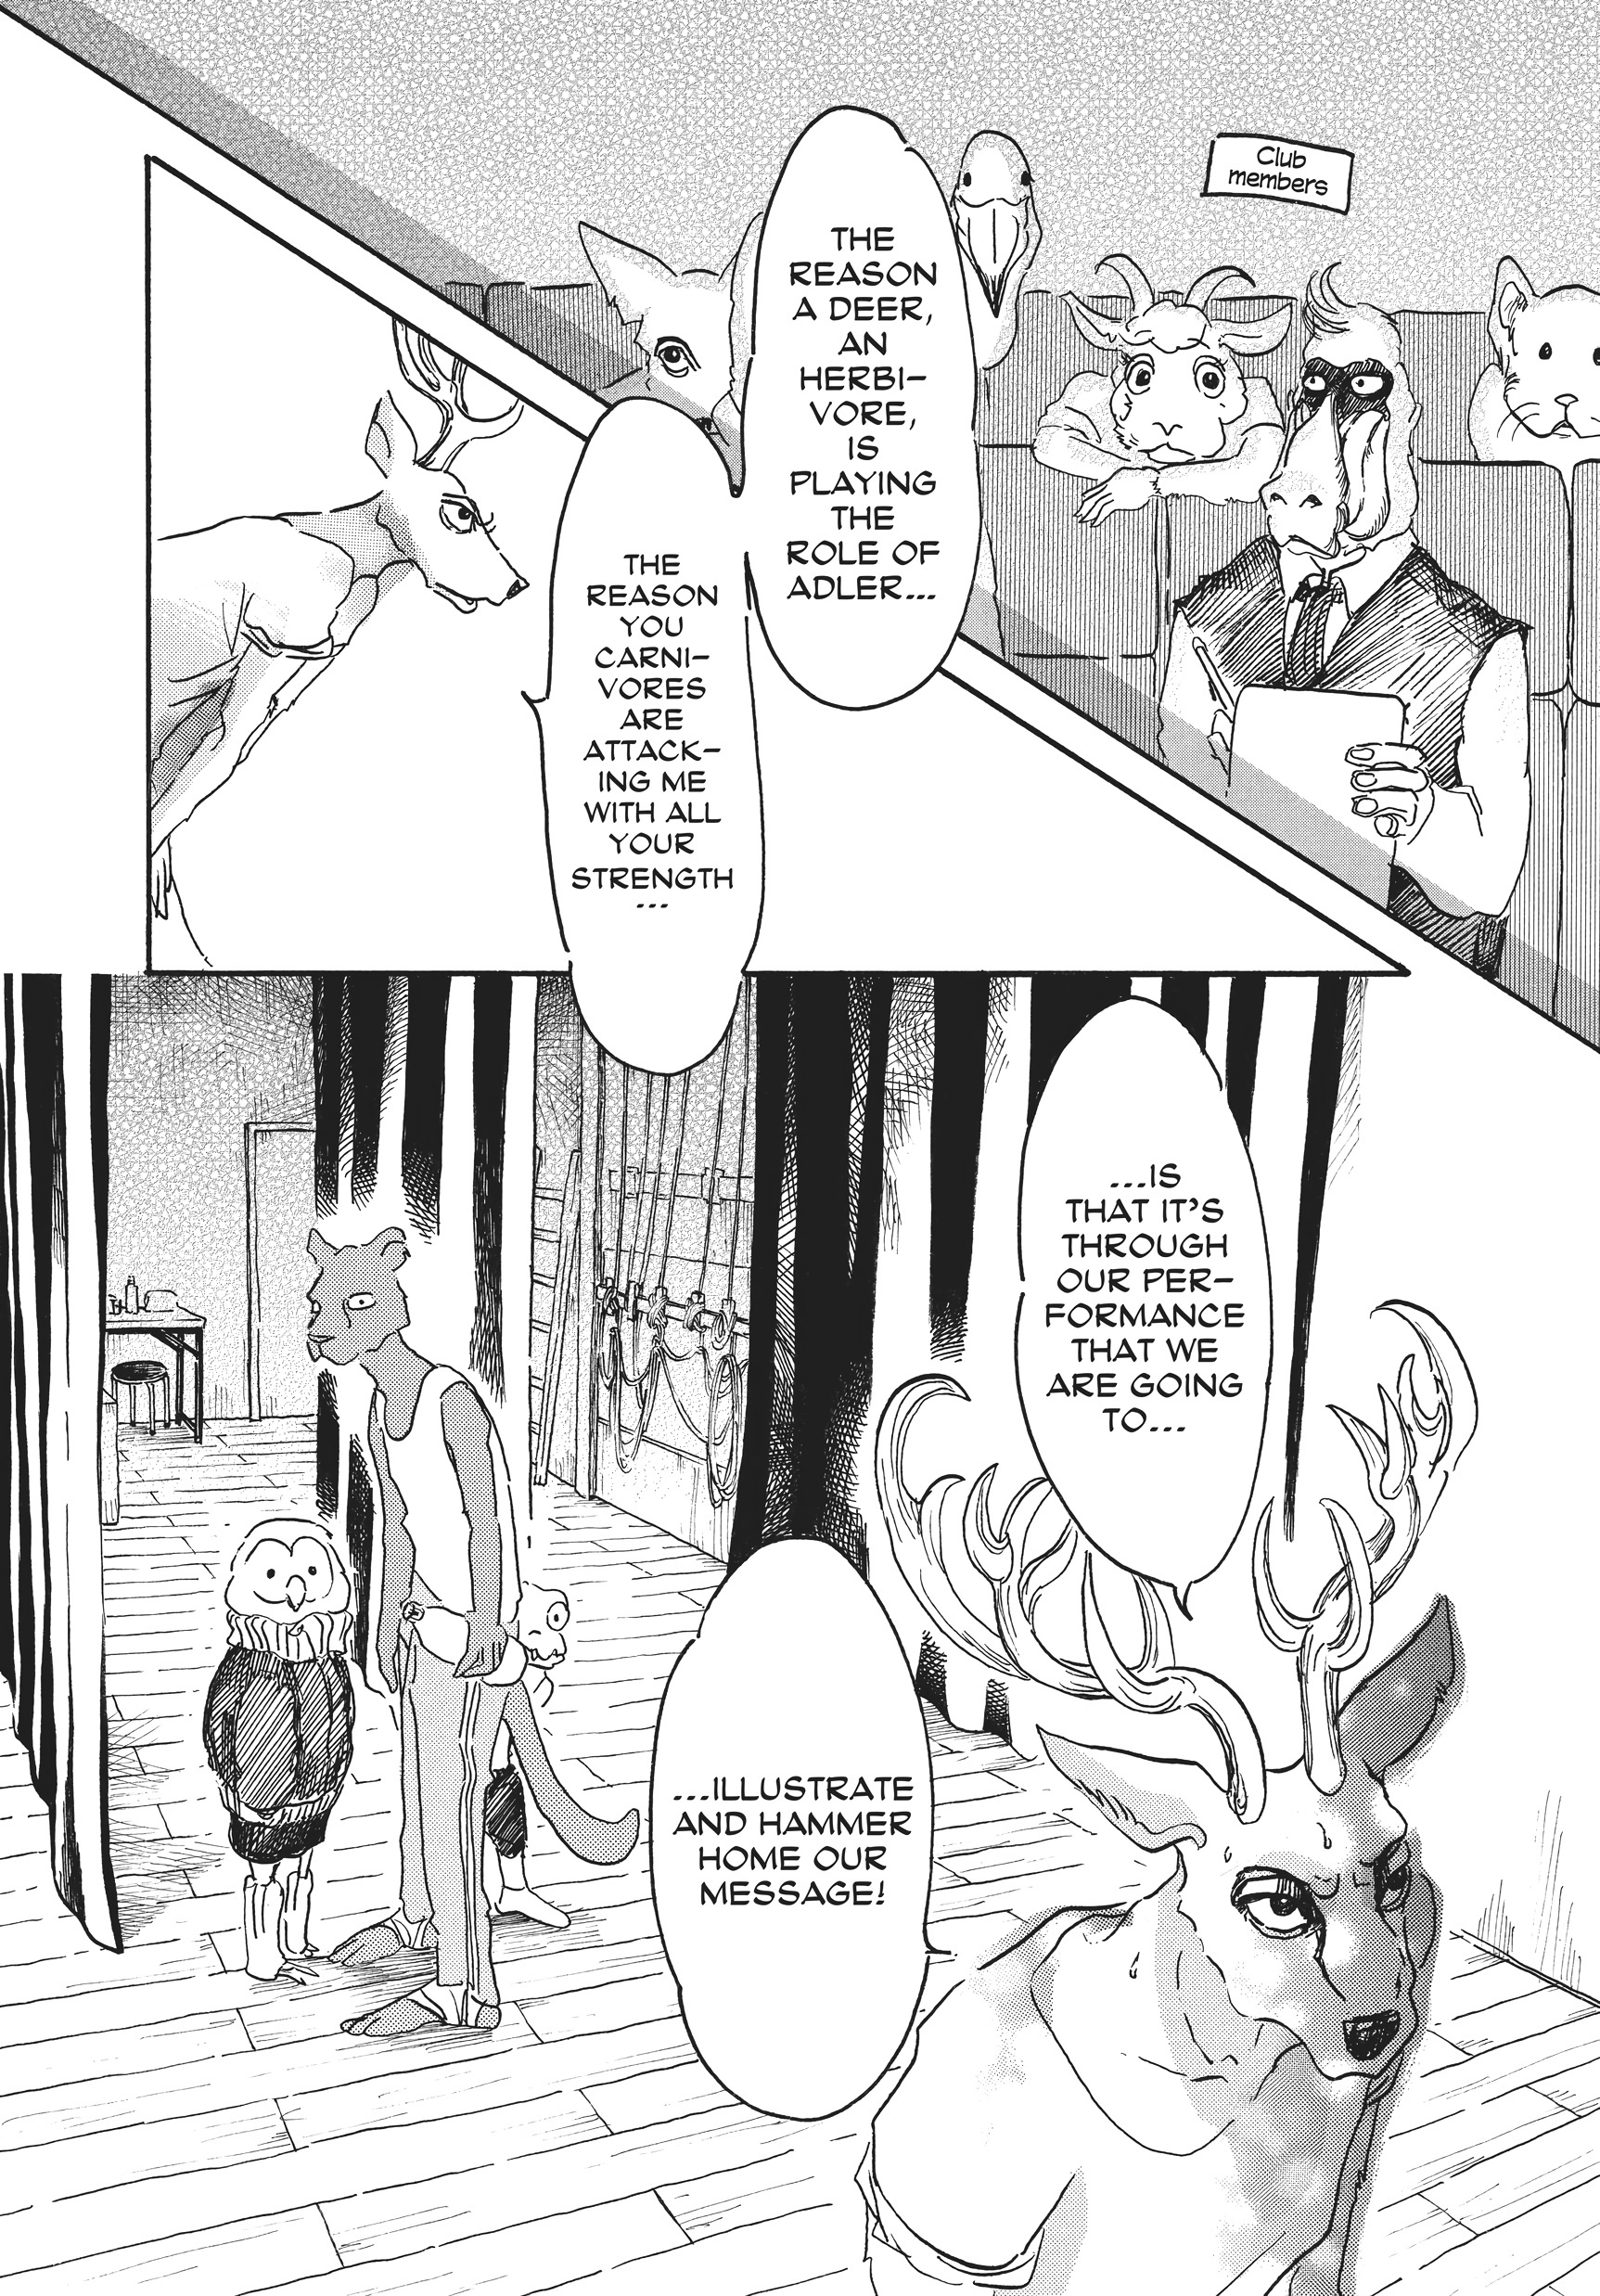 Club
members
THE
REASON
A DEER,
AN
HERBI-
VORE,
IS
PLAYING
THE
ROLE OF
ADLER...
THE
REASON
YOU
CARNI-
VORES
ARE
ATTACK-
ING ME
WITH ALL
YOUR
STRENGTH
...
...IS
THAT IT'S
THROUGH
OUR PER-
FORMANCE
THAT WE
ARE GOING
TO...
...ILLUSTRATE
AND HAMMER
HOME OUR
MESSAGE!